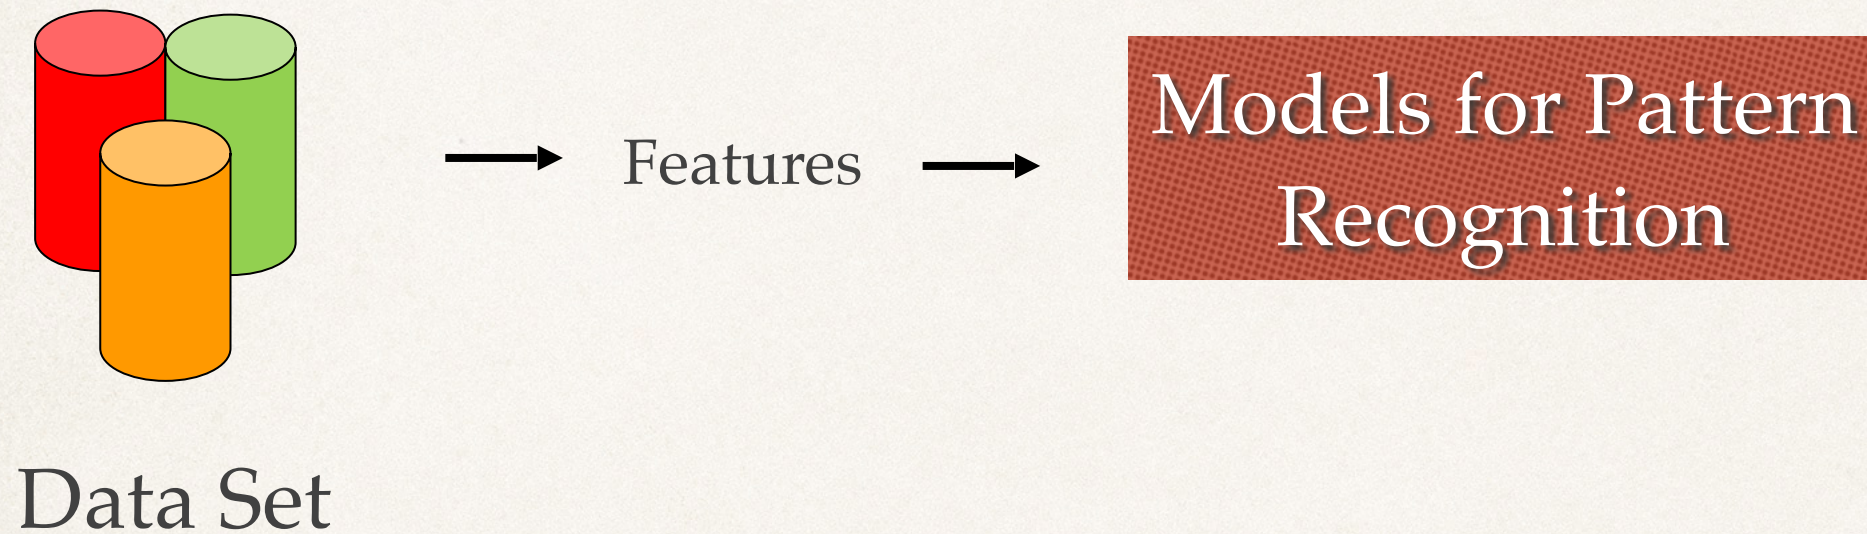 Features
Models for Pattern
Recognition
Data Set